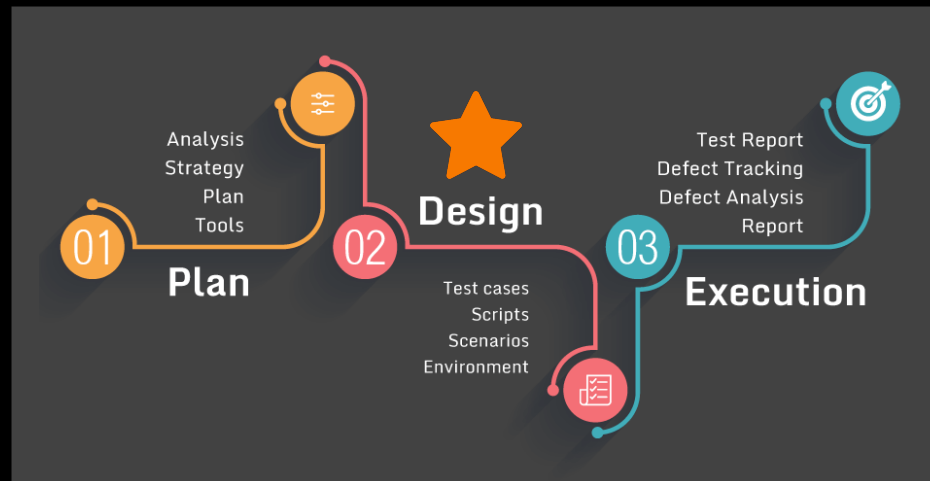 01
Plan
Analysis
Strategy
Plan
Tools
02
Design
Test cases
Scripts
Scenarios
Environment
03
Execution
Test Report
Defect Tracking
Defect Analysis
Report